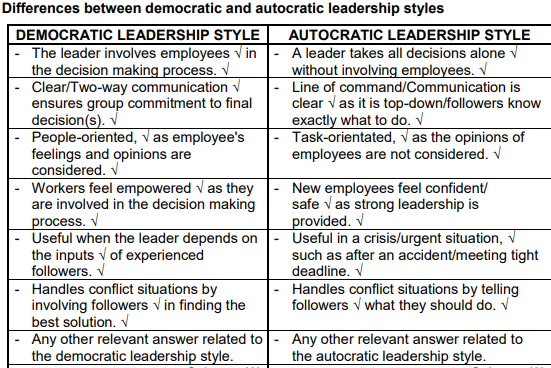 Differences between democratic and autocratic leadership styles
DEMOCRATIC LEADERSHIP STYLE
- The leader involves employees √ in
the decision making process. √
- Clear/Two-way communication √
ensures group commitment to final
decision(s). √
- People-oriented, √ as employee's
feelings and opinions are
considered. √
- Workers feel empowered √ as they
are involved in the decision making
process. √
- Useful when the leader depends on
the inputs √ of experienced
followers. √
- Handles conflict situations by
involving followers √ in finding the
best solution. √
- Any other relevant answer related to
the democratic leadership style.
AUTOCRATIC LEADERSHIP STYLE
- A leader takes all decisions alone √
without involving employees. √
- Line of command/Communication is
clear √ as it is top-down/followers know
exactly what to do. √
- Task-orientated, √ as the opinions of
employees are not considered. √
- New employees feel confident/
safe √ as strong leadership is
provided. √
- Useful in a crisis/urgent situation, √
such as after an accident/meeting tight
deadline. √
- Handles conflict situations by telling
followers √ what they should do. √
- Any other relevant answer related to
the autocratic leadership style.